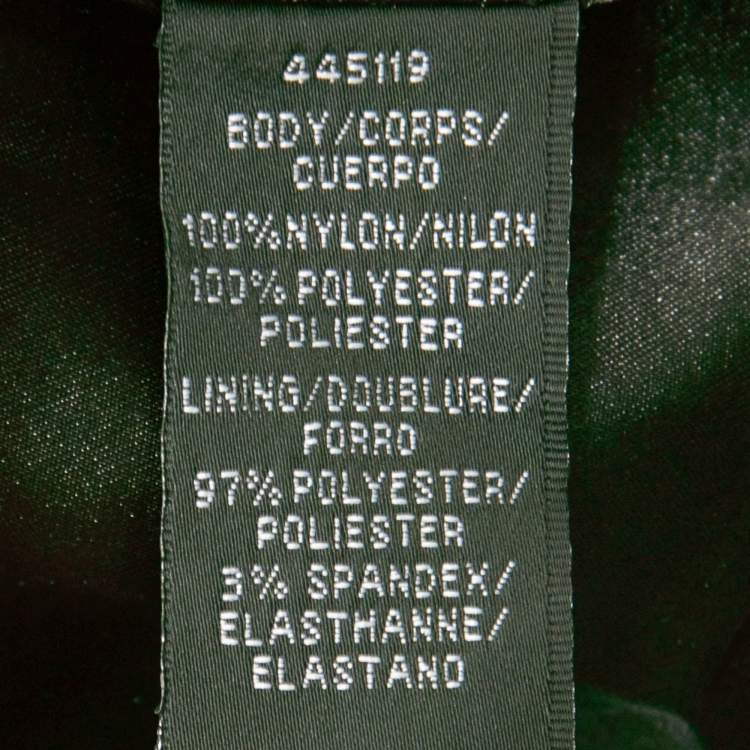 445119
BODY/CORPS/
CUERPO
100%NYLON/NILON
100% POLYESTER/
POLIESTER
LINING/DOUBLURE/
FORRO
97% POLYESTER/
POLIESTER
3% SPANDEX/
ELASTHANNE/
ELASTANO